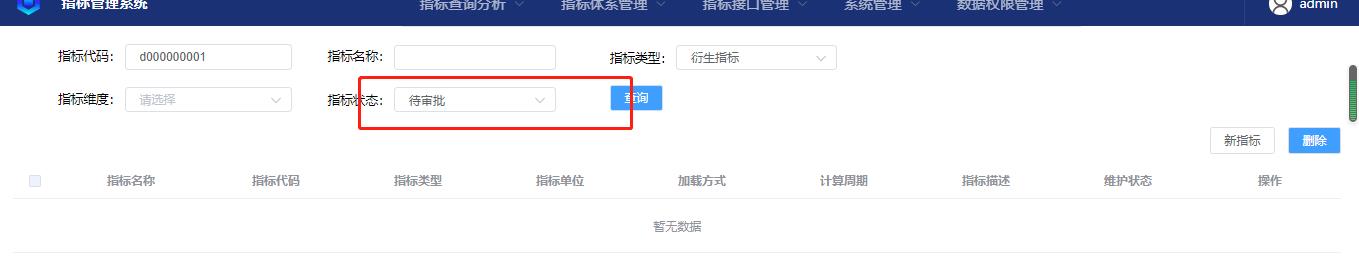 指标管理系统 指标查询分析 指标体系管理 指标接口管理 系统管理 数据权限管理 admin
指标代码： d000000001 指标名称： 指标类型： 衍生指标
指标维度： 请选择 指标状态： 待审批 查询
新指标 删除
指标名称 指标代码 指标类型 指标单位 加载方式 计算周期 指标描述 维护状态 操作
暂无数据